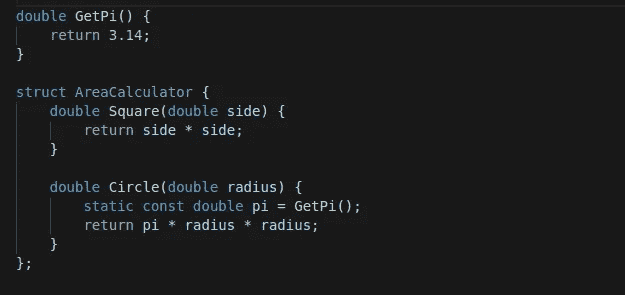 double GetPi() {
    return 3.14;
}

struct AreaCalculator {
    double Square(double side) {
        return side * side;
    }

    double Circle(double radius) {
        static const double pi = GetPi();
        return pi * radius * radius;
    }
};